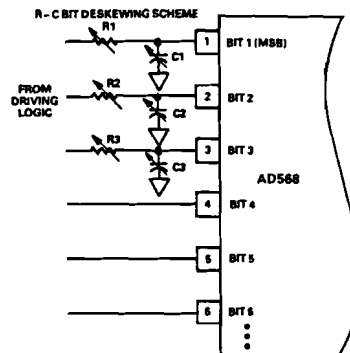 R-C BIT DESKEWING SCHEME
R1
1
BIT 1 (MSB)
C1
FROM
DRIVING
LOGIC
R2
2
BIT 2
C2
R3
3
BIT 3
C3
AD568
4
BIT 4
5
BIT 5
6
BIT 6